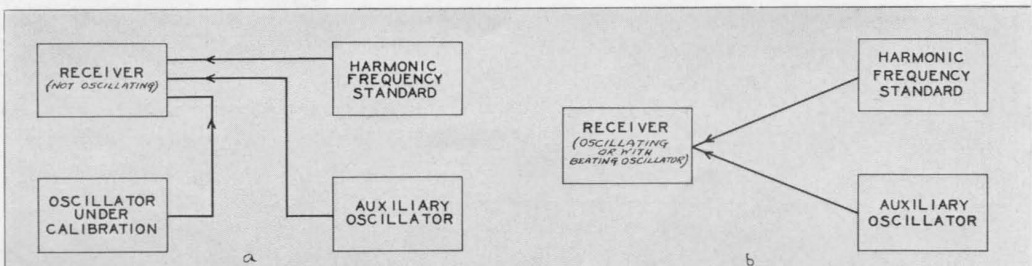 RECEIVER
(NOT OSCILLATING)
HARMONIC
FREQUENCY
STANDARD
OSCILLATOR
UNDER
CALIBRATION
AUXILIARY
OSCILLATOR
a
RECEIVER
(OSCILLATING
OR WITH
BEATING OSCILLATOR)
HARMONIC
FREQUENCY
STANDARD
AUXILIARY
OSCILLATOR
b